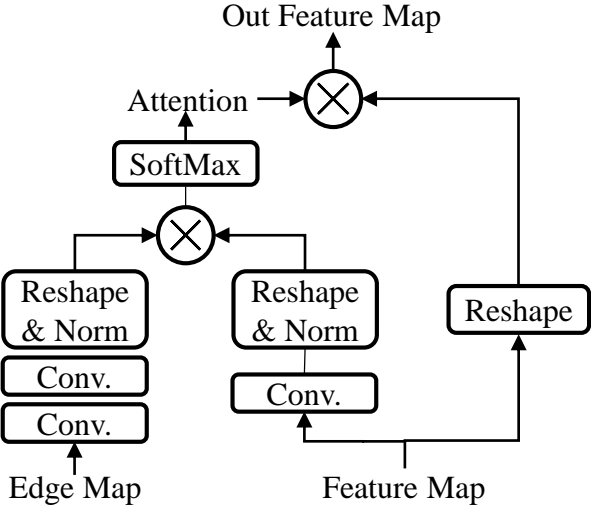 Out Feature Map
Attention
SoftMax
Reshape
& Norm
Reshape
& Norm
Reshape
Conv.
Conv.
Conv.
Edge Map
Feature Map